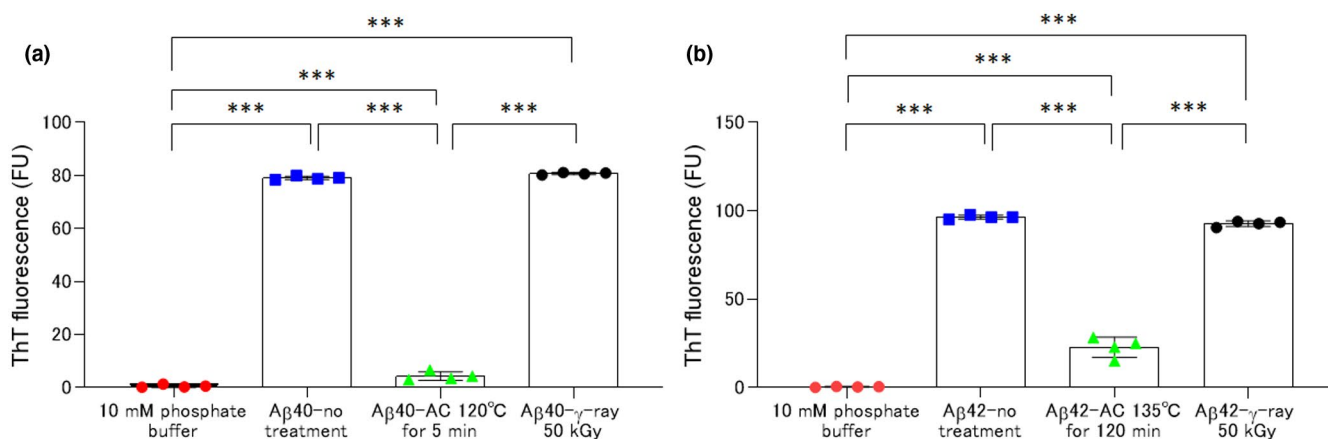 (a)
***
***
***
***
***
ThT fluorescence (FU)
100
80
60
40
20
0
10 mM phosphate
buffer
Aβ40-no
treatment
Aβ40-AC 120℃
for 5 min
Aβ40-γ-ray
50 kGy
(b)
***
***
***
***
***
ThT fluorescence (FU)
150
100
50
0
10 mM phosphate
buffer
Aβ42-no
treatment
Aβ42-AC 135℃
for 120 min
Aβ42-γ-ray
50 kGy